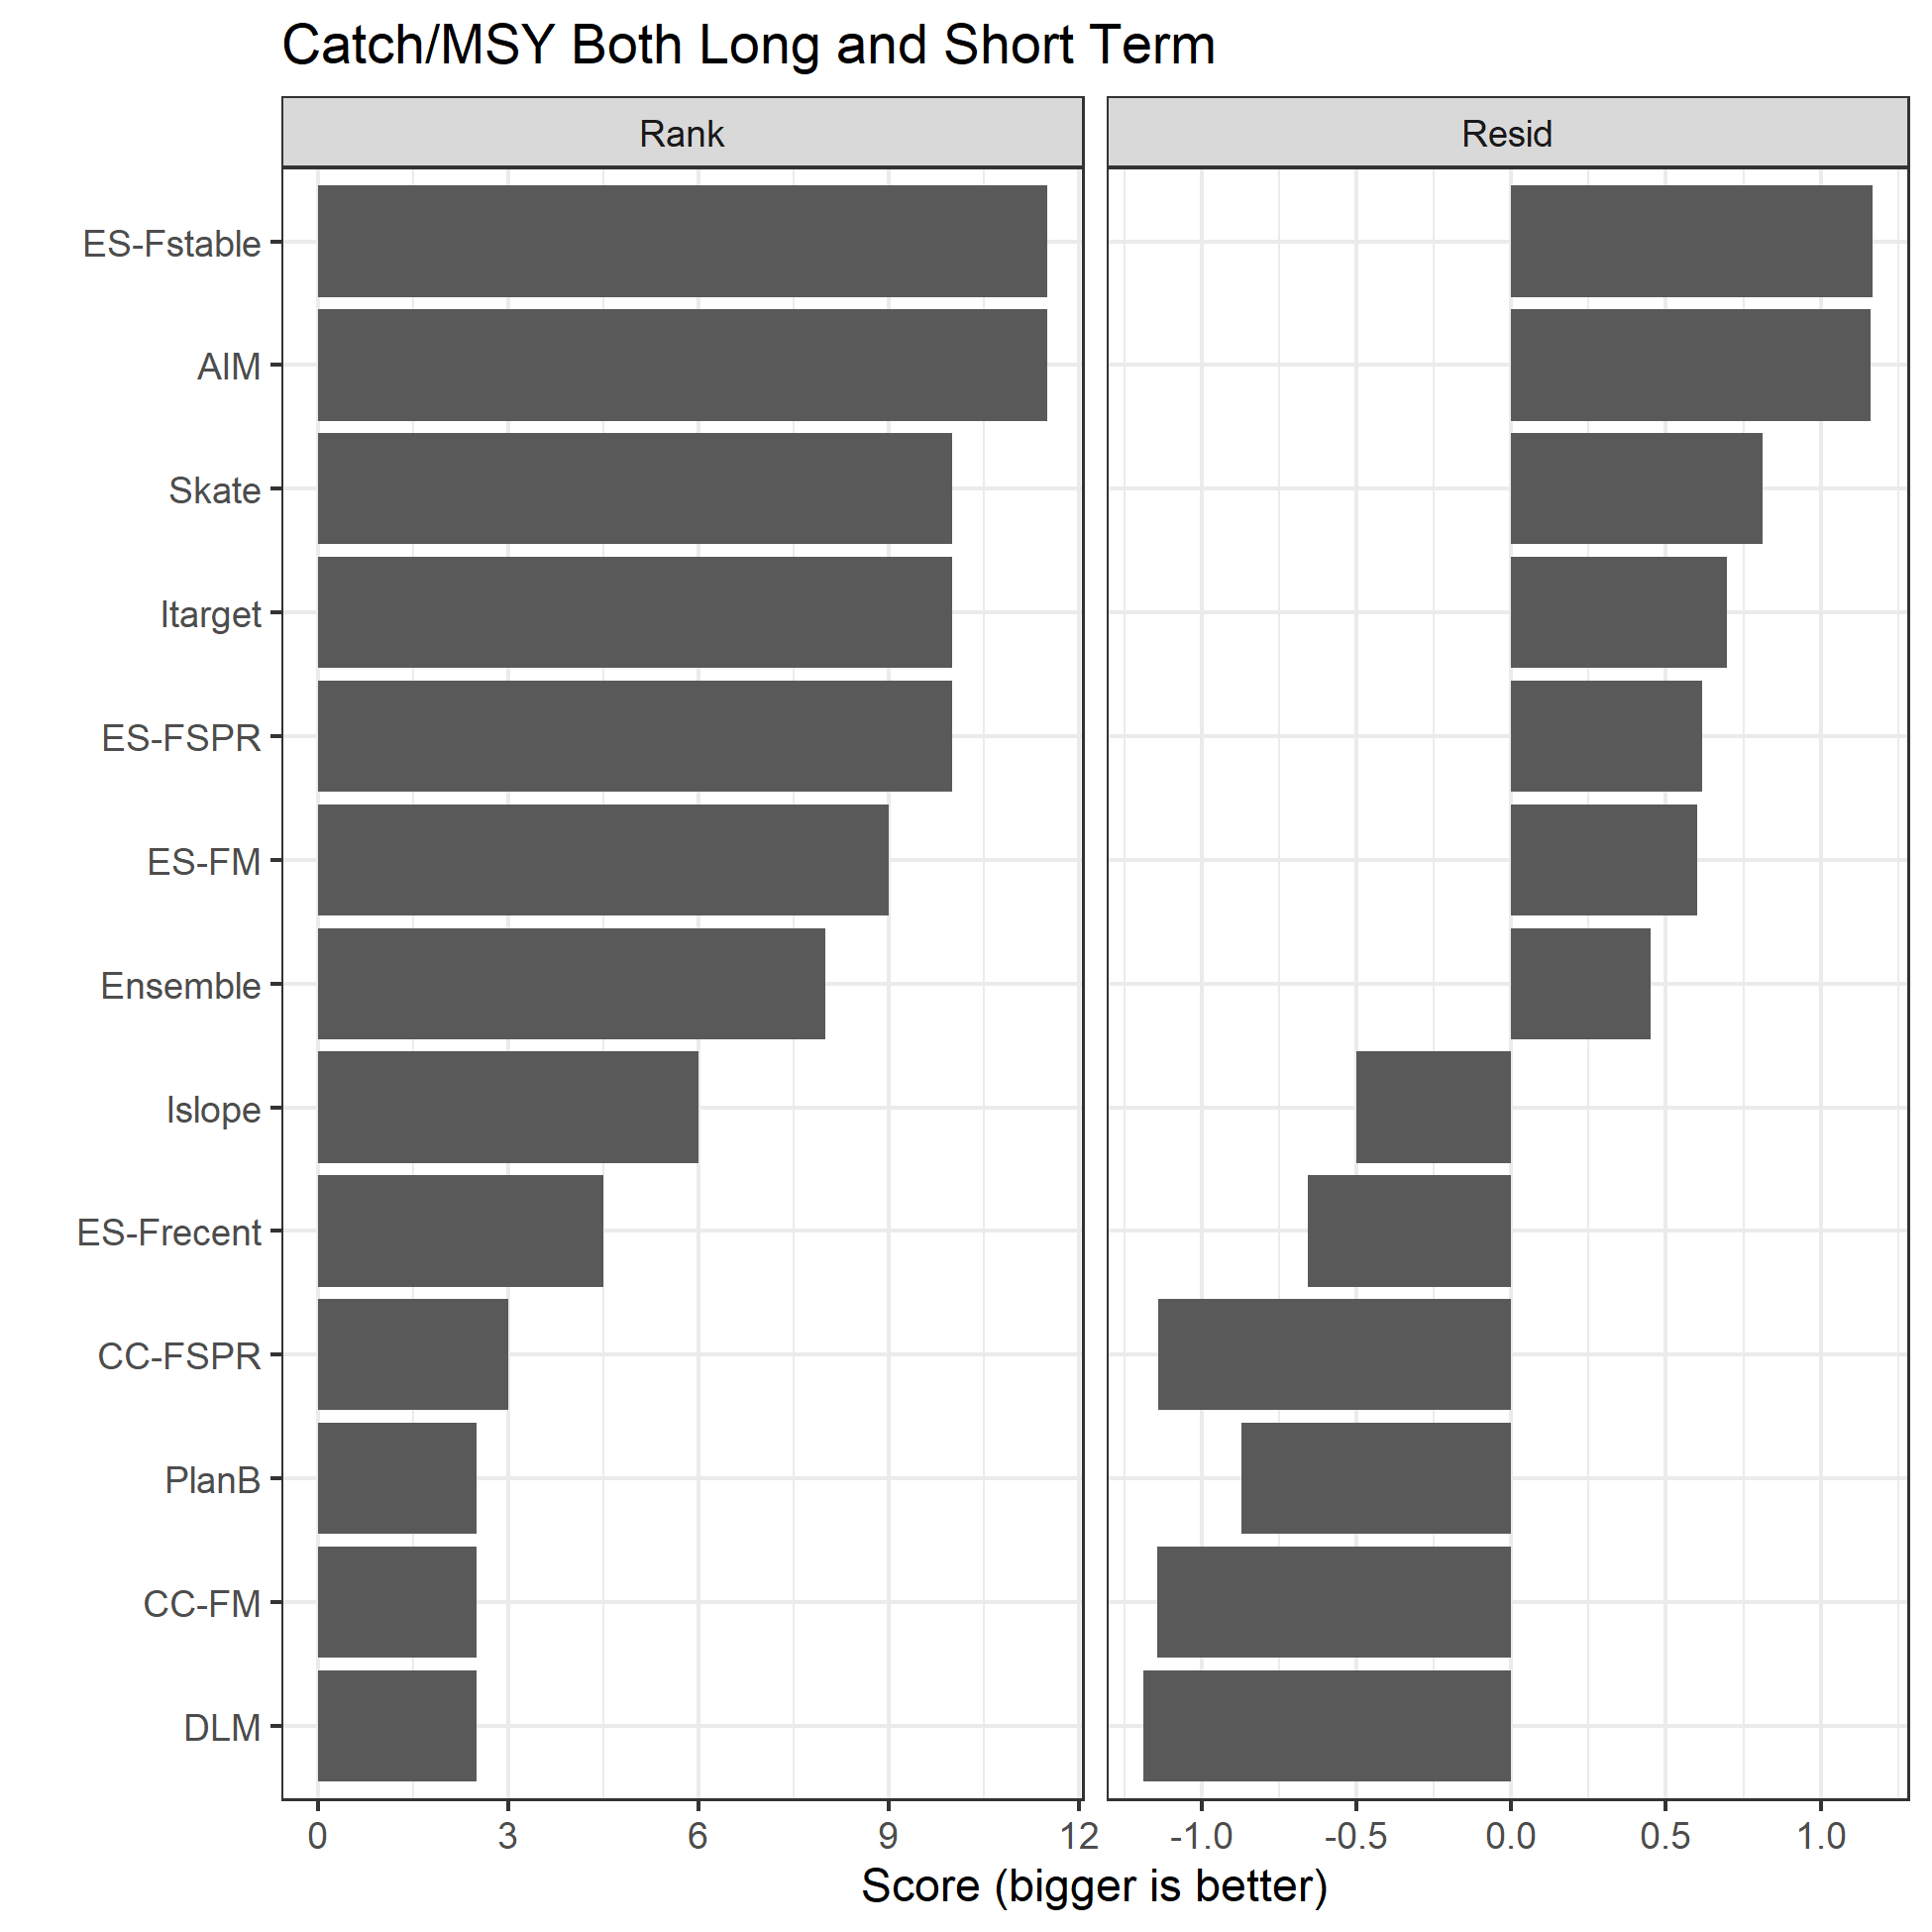 Catch/MSY Both Long and Short Term
Rank
Resid
ES-Fstable
AIM
Skate
Itarget
ES-FSPR
ES-FM
Ensemble
Islope
ES-Frecent
CC-FSPR
PlanB
CC-FM
DLM
0 3 6 9 12
-1.0 -0.5 0.0 0.5 1.0
Score (bigger is better)